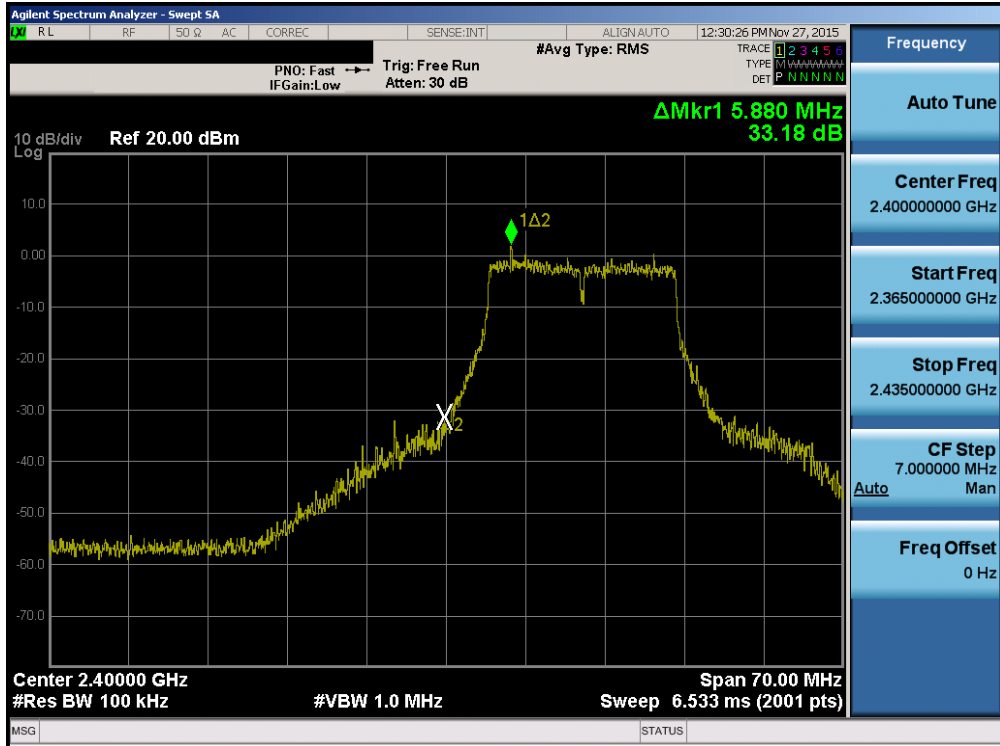 Agilent Spectrum Analyzer - Swept SA
LXI RL RF 50 Ω AC CORREC SENSE:INT ALIGN AUTO 12:30:26 PM Nov 27, 2015
#Avg Type: RMS
TRACE 1 2 3 4 5 6
PNO: Fast
Trig: Free Run
TYPE MWWWWW
IFGain:Low
Atten: 30 dB
DET P N N N N N
ΔMkr1 5.880 MHz
33.18 dB
10 dB/div Ref 20.00 dBm
Log
10.0
1Δ2
0.00
-10.0
-20.0
-30.0
2
-40.0
-50.0
-60.0
-70.0
Center 2.40000 GHz Span 70.00 MHz
#Res BW 100 kHz #VBW 1.0 MHz Sweep 6.533 ms (2001 pts)
MSG STATUS
Frequency
Auto Tune
Center Freq
2.400000000 GHz
Start Freq
2.365000000 GHz
Stop Freq
2.435000000 GHz
CF Step
7.000000 MHz
Auto Man
Freq Offset
0 Hz